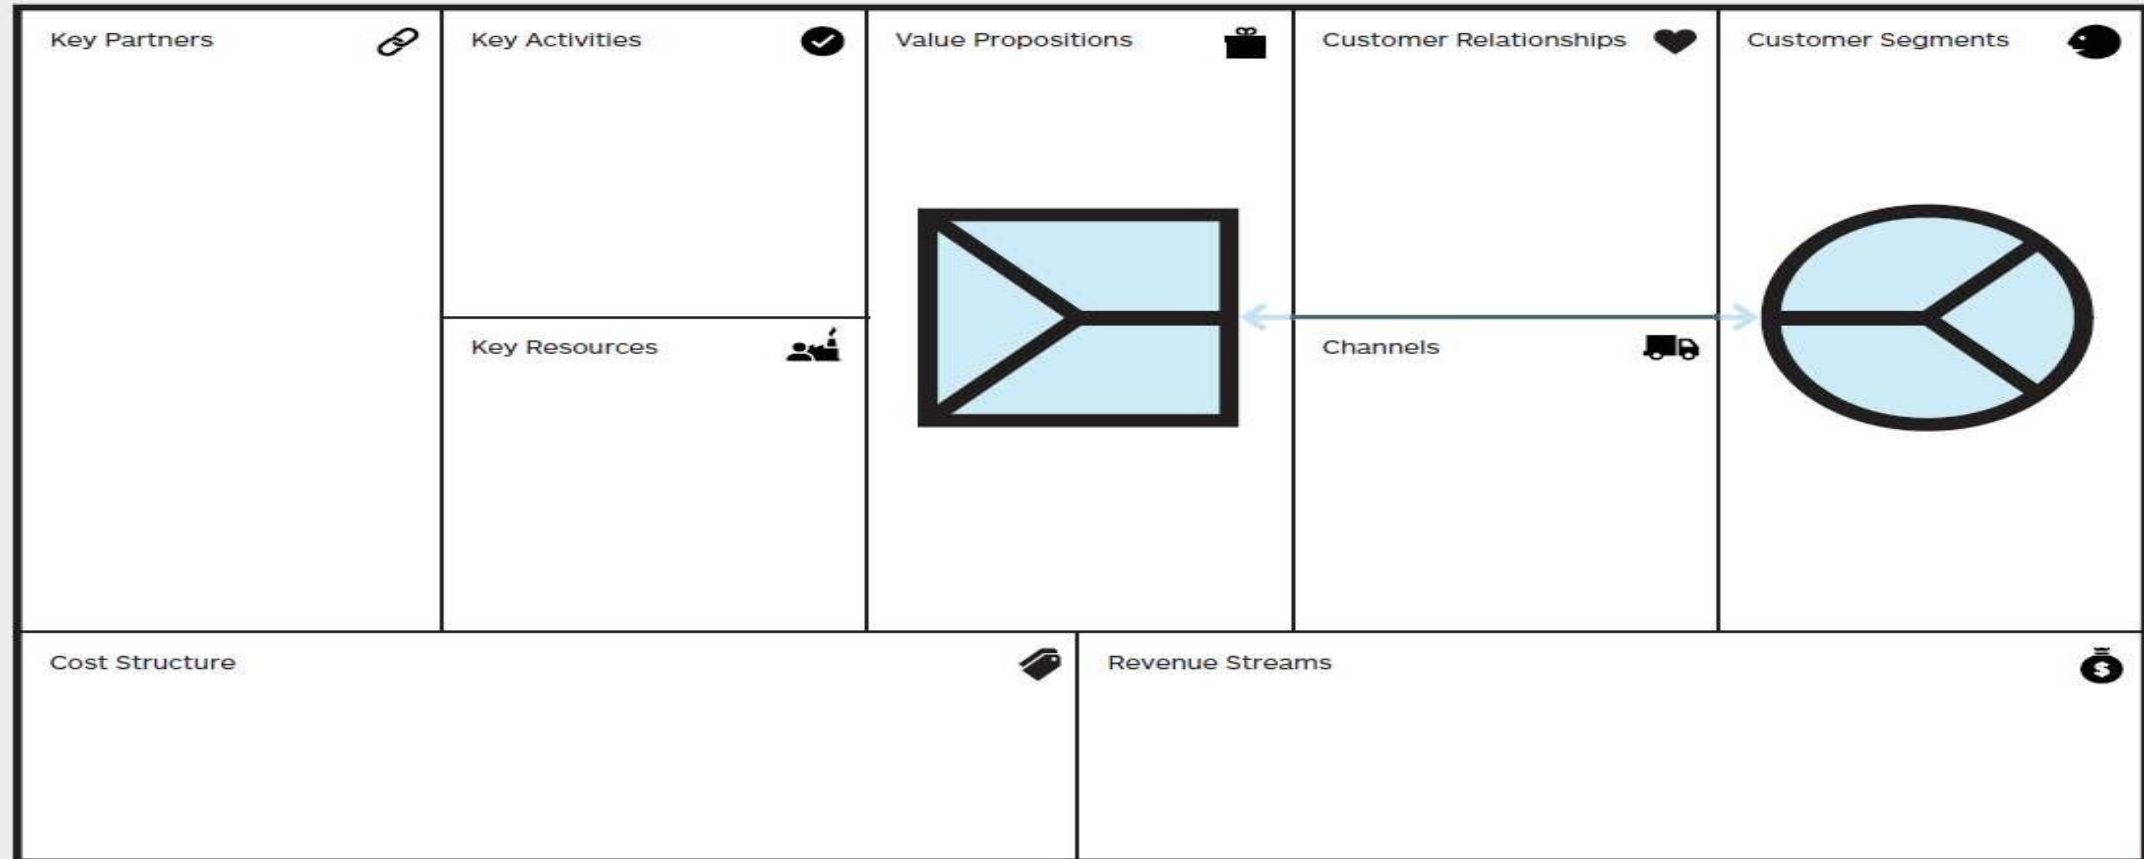 Key Partners
Key Activities
Value Propositions
Customer Relationships
Customer Segments
Key Resources
Channels
Cost Structure
Revenue Streams
$